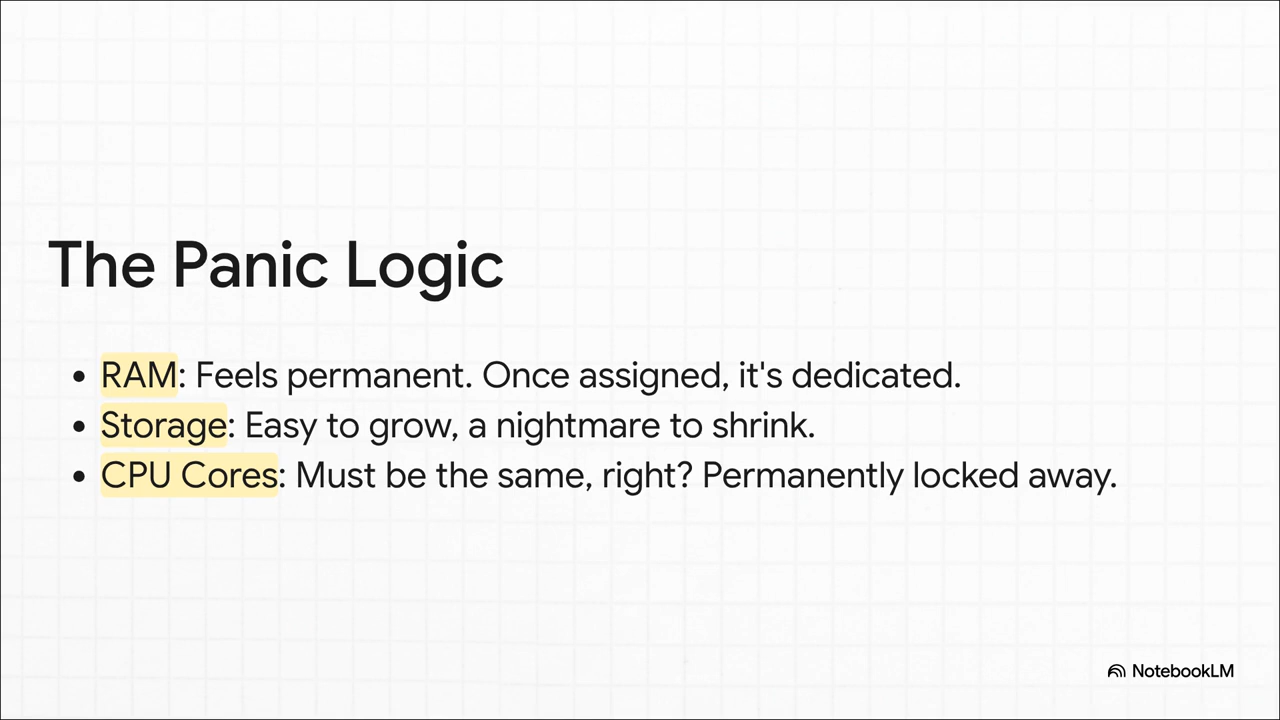 The Panic Logic
• RAM: Feels permanent. Once assigned, it's dedicated.
• Storage: Easy to grow, a nightmare to shrink.
• CPU Cores: Must be the same, right? Permanently locked away.
NotebookLM